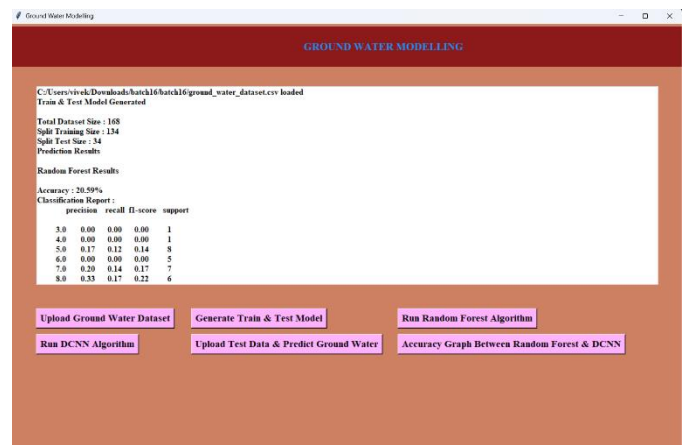 Ground Water Modelling
GROUND WATER MODELLING
C:/Users/vivek/Downloads/batch16/batch16/ground_water_dataset.csv loaded
Train & Test Model Generated
Total Dataset Size : 168
Split Training Size : 134
Split Test Size : 34
Prediction Results
Random Forest Results
Accuracy : 20.59%
Classification Report :
precision recall f1-score support
3.0 0.00 0.00 0.00 1
4.0 0.00 0.00 0.00 1
5.0 0.17 0.12 0.14 8
6.0 0.00 0.00 0.00 5
7.0 0.20 0.14 0.17 7
8.0 0.33 0.17 0.22 6
Upload Ground Water Dataset Generate Train & Test Model Run Random Forest Algorithm
Run DCNN Algorithm Upload Test Data & Predict Ground Water Accuracy Graph Between Random Forest & DCNN